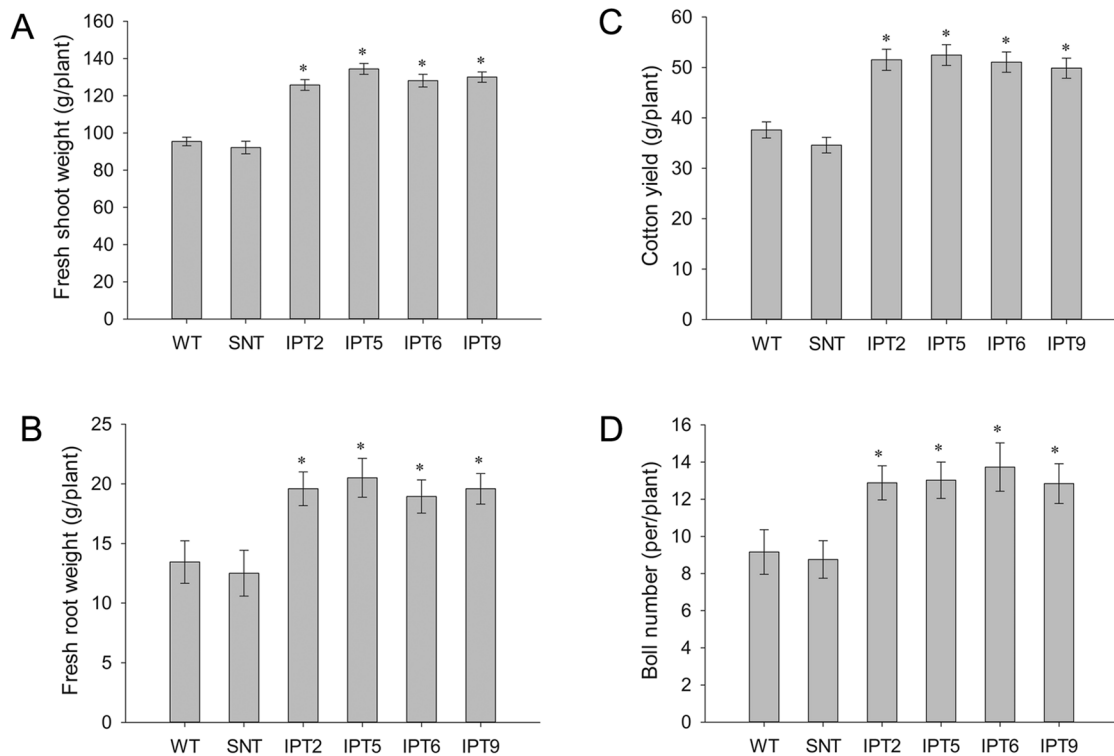 A
Fresh shoot weight (g/plant)
160
140
120
100
80
60
40
20
0
* * * *
WT SNT IPT2 IPT5 IPT6 IPT9
C
Cotton yield (g/plant)
60
50
40
30
20
10
0
* * * *
WT SNT IPT2 IPT5 IPT6 IPT9
B
Fresh root weight (g/plant)
25
20
15
10
5
0
* * * *
WT SNT IPT2 IPT5 IPT6 IPT9
D
Boll number (per/plant)
16
14
12
10
8
6
4
2
0
* * * *
WT SNT IPT2 IPT5 IPT6 IPT9